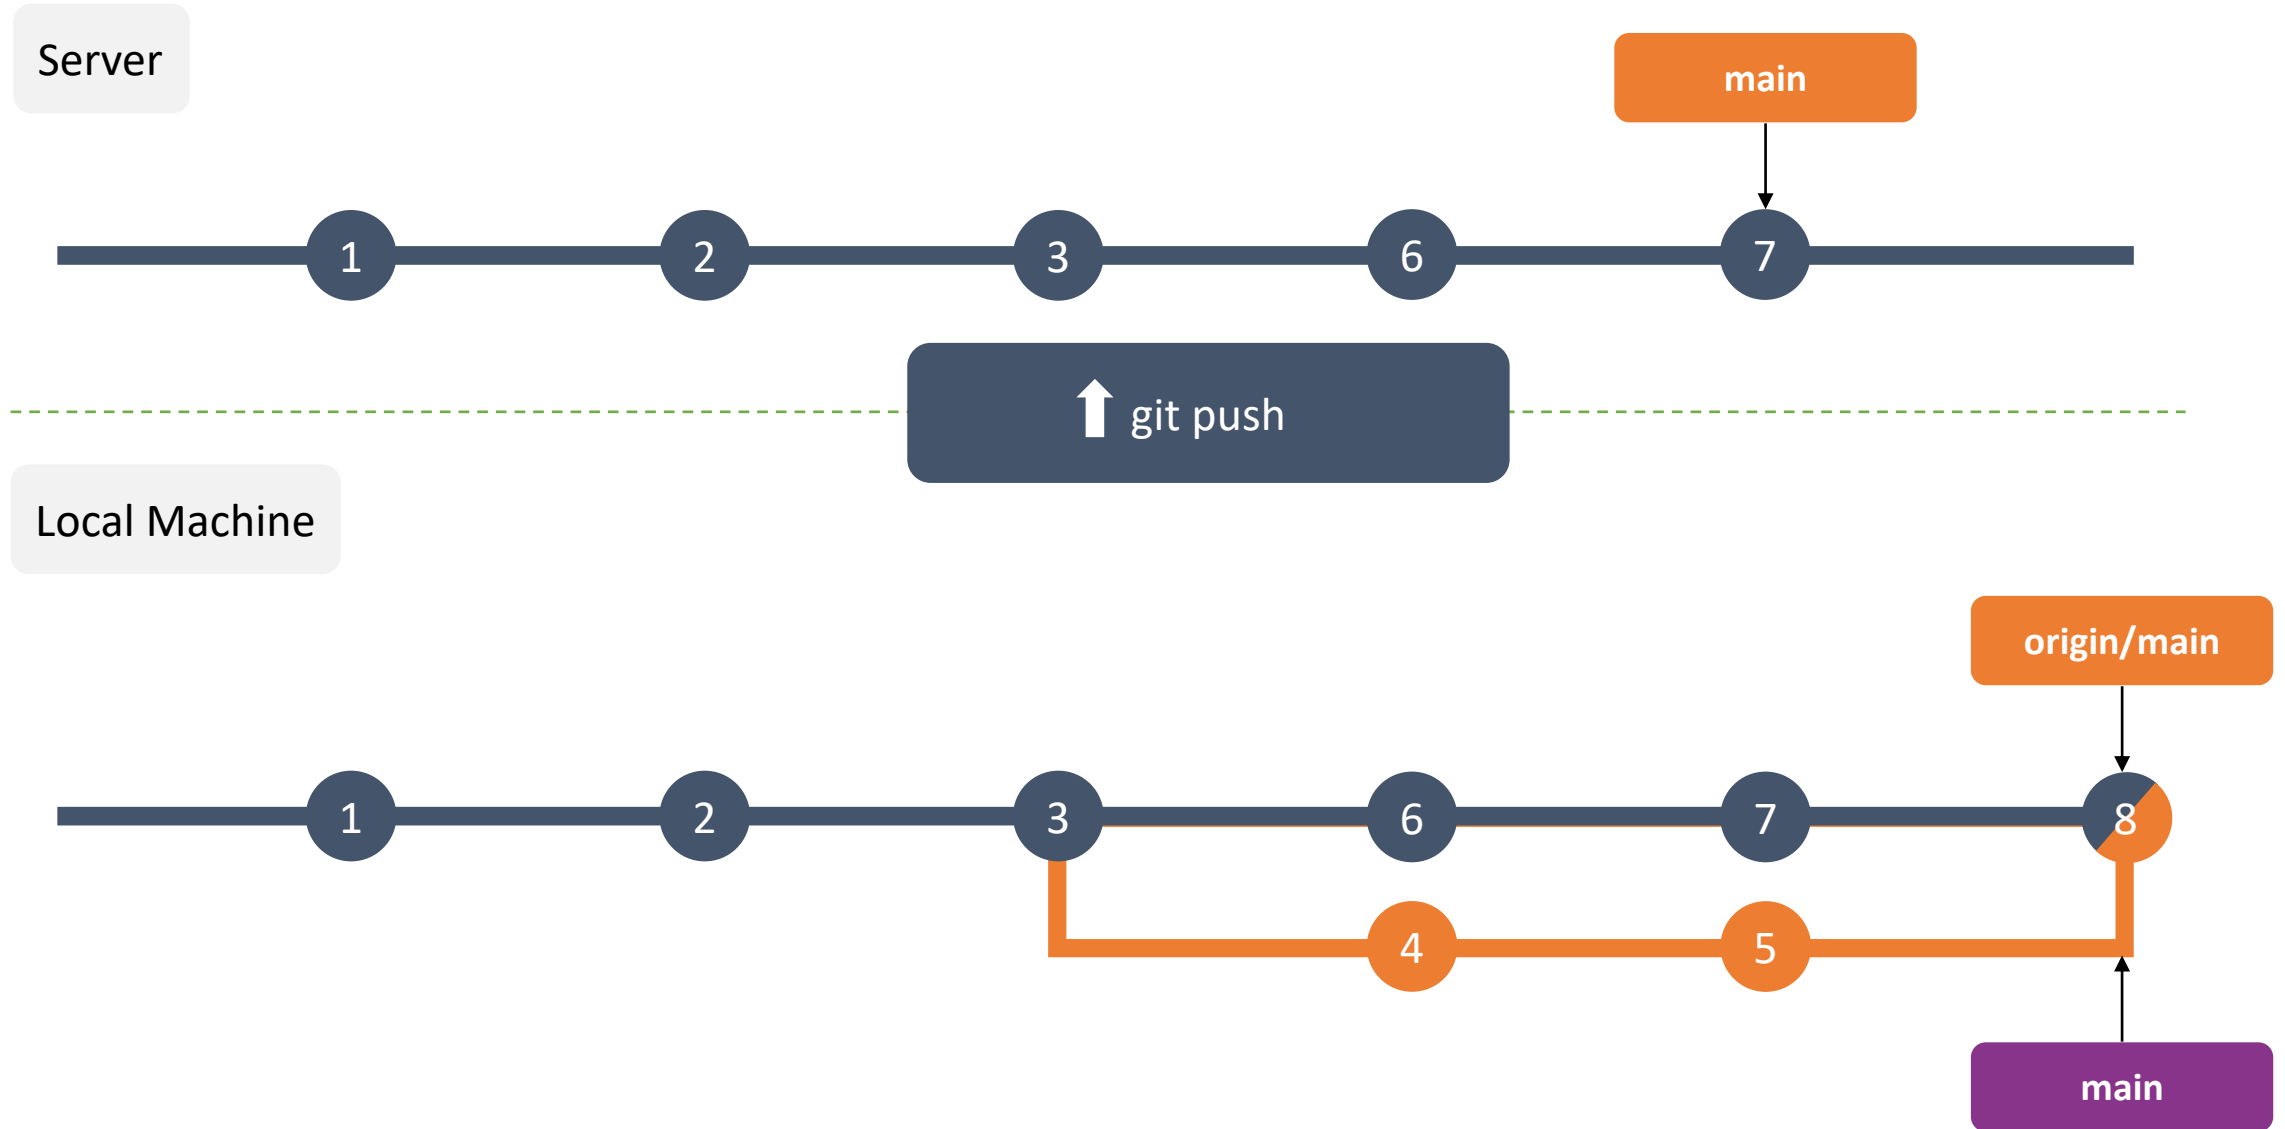 Server
main
1 2 3 6 7
git push
Local Machine
origin/main
1 2 3 6 7 8
4 5
main